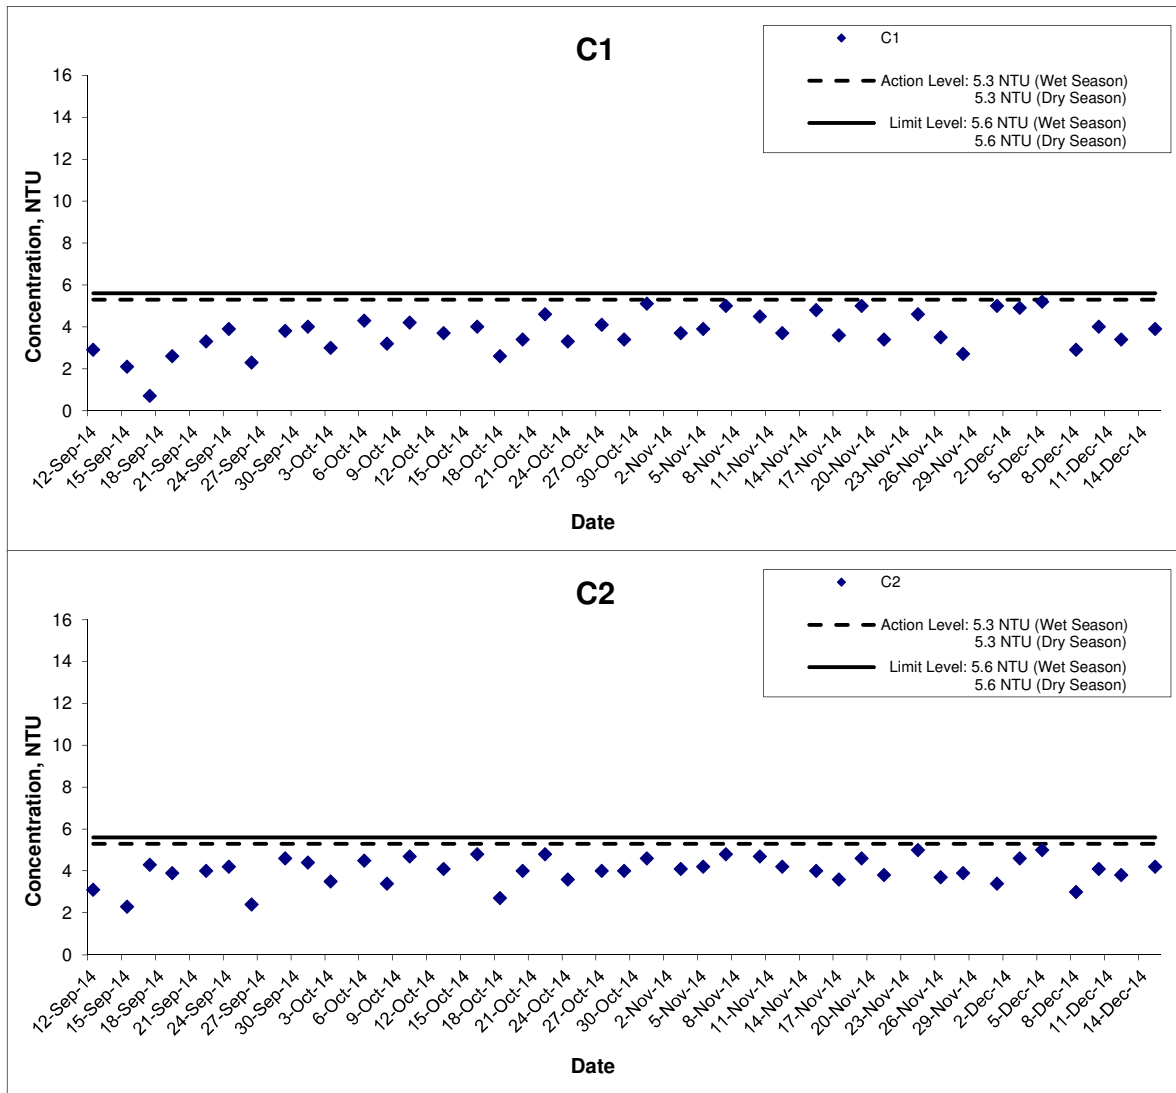 C1
C1
Action Level: 5.3 NTU (Wet Season)
5.3 NTU (Dry Season)
Limit Level: 5.6 NTU (Wet Season)
5.6 NTU (Dry Season)
Concentration, NTU
16
14
12
10
8
6
4
2
0
12-Sep-14
15-Sep-14
18-Sep-14
21-Sep-14
24-Sep-14
27-Sep-14
30-Sep-14
3-Oct-14
6-Oct-14
9-Oct-14
12-Oct-14
15-Oct-14
18-Oct-14
21-Oct-14
24-Oct-14
27-Oct-14
30-Oct-14
2-Nov-14
5-Nov-14
8-Nov-14
11-Nov-14
14-Nov-14
17-Nov-14
20-Nov-14
23-Nov-14
26-Nov-14
29-Nov-14
2-Dec-14
5-Dec-14
8-Dec-14
11-Dec-14
14-Dec-14
Date
C2
C2
Action Level: 5.3 NTU (Wet Season)
5.3 NTU (Dry Season)
Limit Level: 5.6 NTU (Wet Season)
5.6 NTU (Dry Season)
Concentration, NTU
16
14
12
10
8
6
4
2
0
12-Sep-14
15-Sep-14
18-Sep-14
21-Sep-14
24-Sep-14
27-Sep-14
30-Sep-14
3-Oct-14
6-Oct-14
9-Oct-14
12-Oct-14
15-Oct-14
18-Oct-14
21-Oct-14
24-Oct-14
27-Oct-14
30-Oct-14
2-Nov-14
5-Nov-14
8-Nov-14
11-Nov-14
14-Nov-14
17-Nov-14
20-Nov-14
23-Nov-14
26-Nov-14
29-Nov-14
2-Dec-14
5-Dec-14
8-Dec-14
11-Dec-14
14-Dec-14
Date